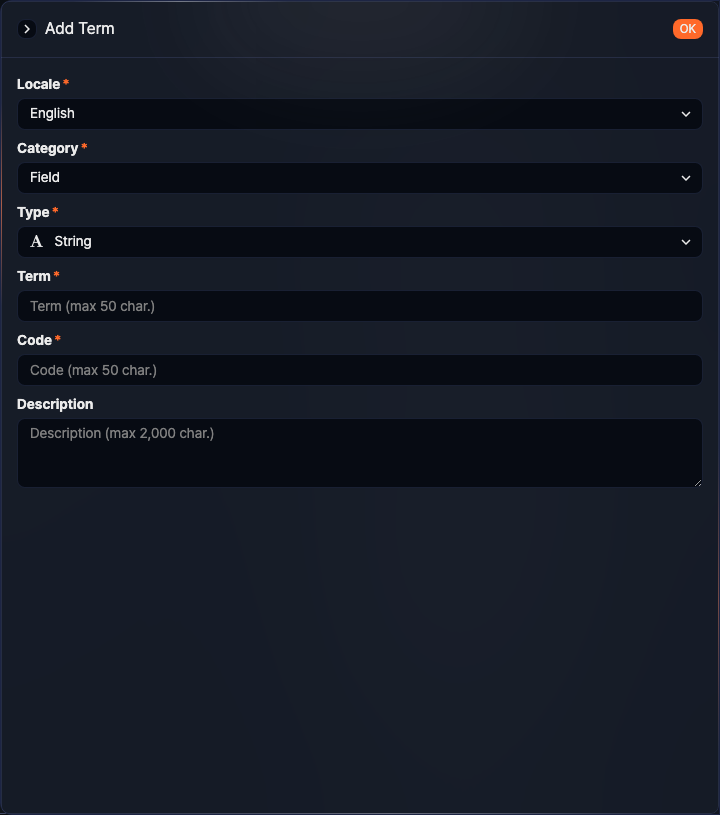 Add Term
OK
Locale *
English
Category *
Field
Type *
A String
Term *
Term (max 50 char.)
Code *
Code (max 50 char.)
Description
Description (max 2,000 char.)